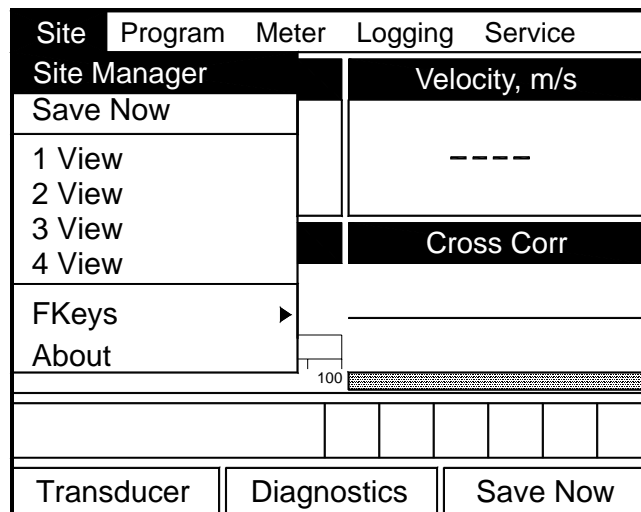 Site Program Meter Logging Service
Site Manager
Save Now
1 View
2 View
3 View
4 View
FKeys
About
Velocity, m/s
----
Cross Corr
100
Transducer Diagnostics Save Now